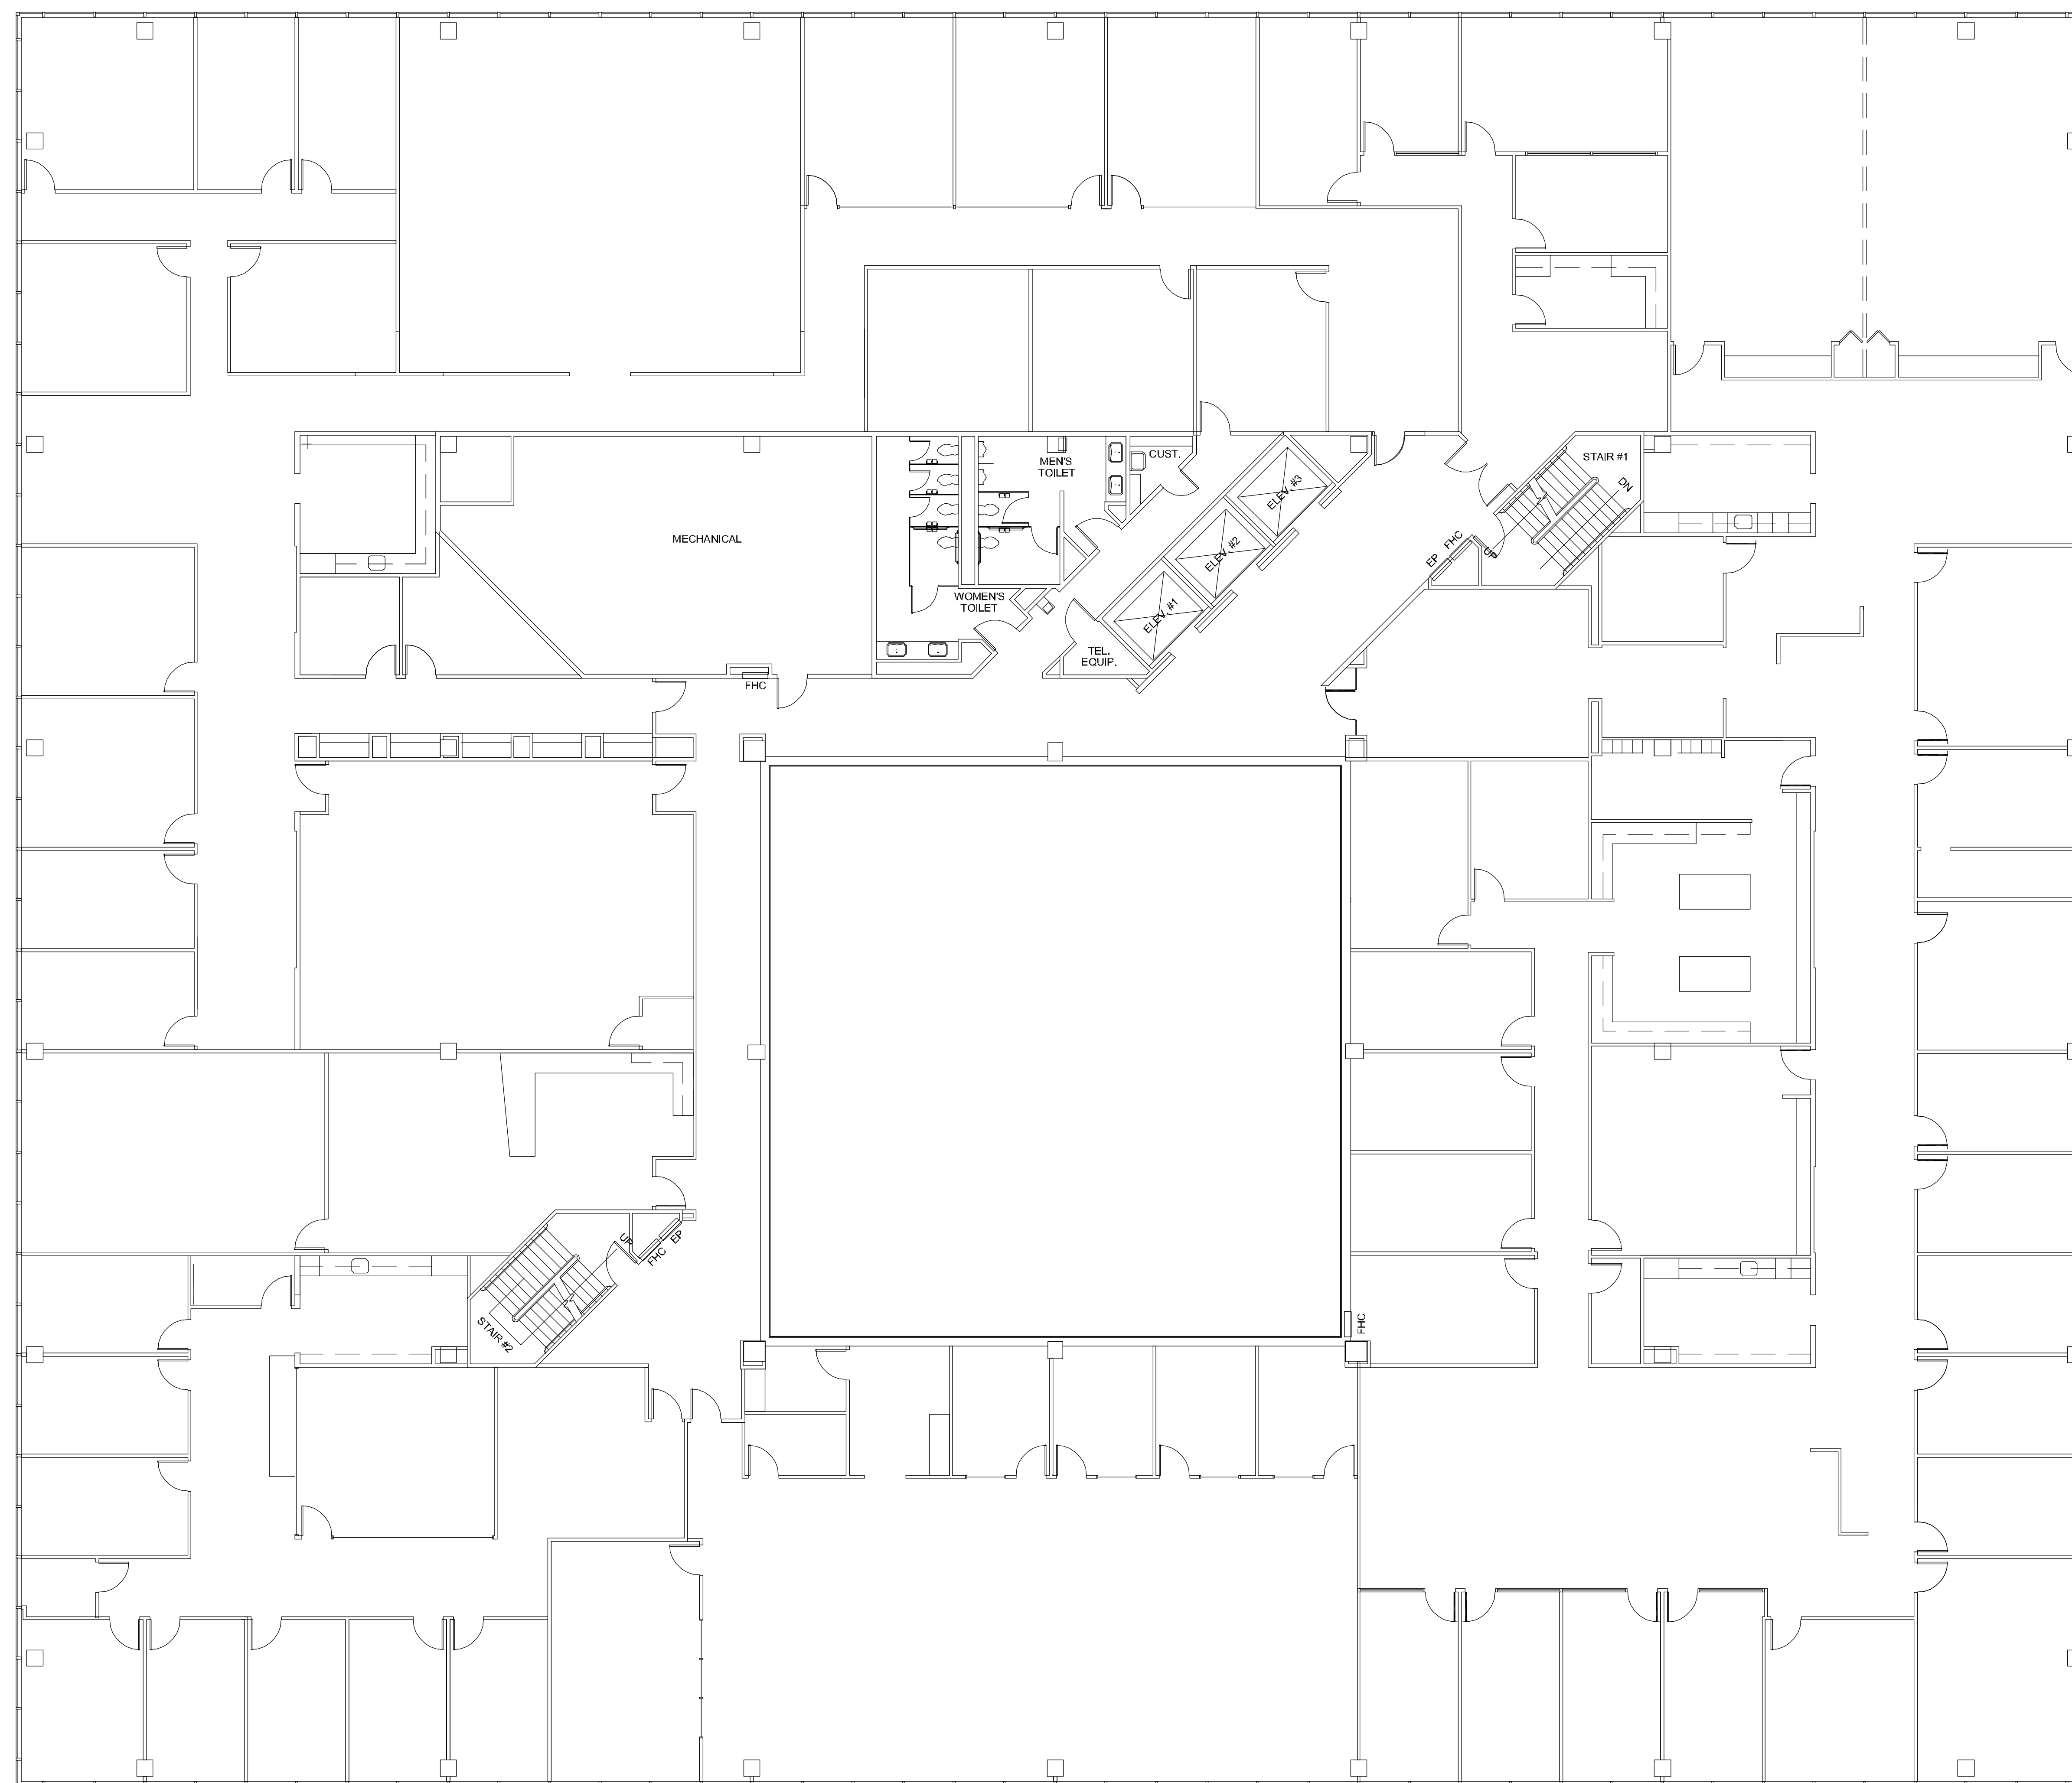 MEN'S
TOILET
CUST.
STAIR #1
DN
ELEV. #3
MECHANICAL
ELEV. #2
EP
FHC
UP
WOMEN'S
TOILET
ELEV. #1
TEL.
EQUIP.
FHC
UP
FHC
EP
STAIR #2
FHC